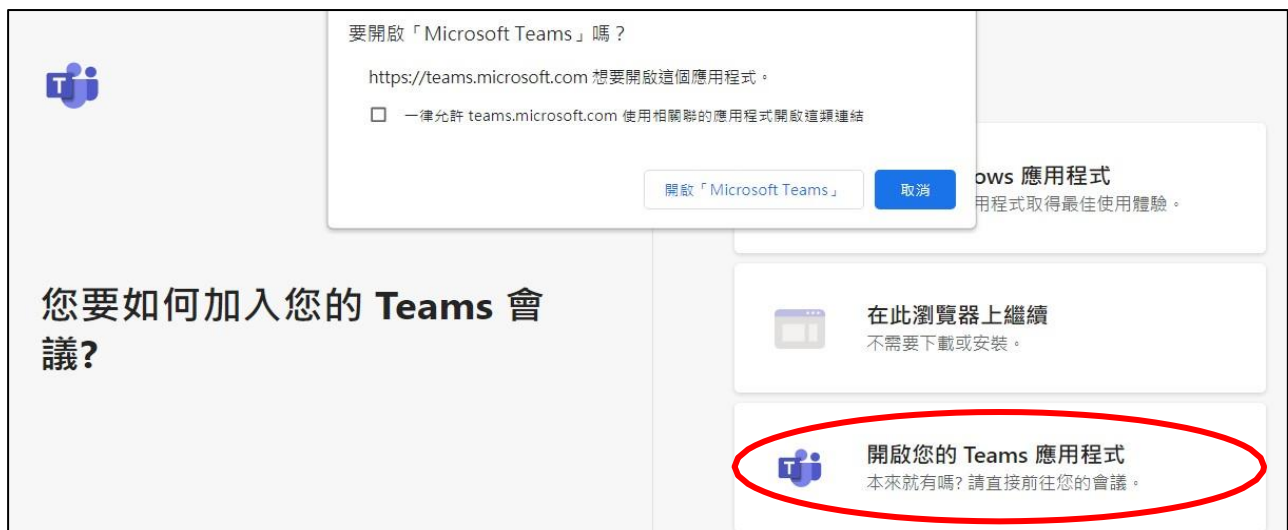 要開啟「Microsoft Teams」嗎？
https://teams.microsoft.com 想要開啟這個應用程式。
一律允許 teams.microsoft.com 使用相關聯的應用程式開啟這類連結
開啟「Microsoft Teams」
取消
ows 應用程式
用程式取得最佳使用體驗。
您要如何加入您的 Teams 會
議?
在此瀏覽器上繼續
不需要下載或安裝。
開啟您的 Teams 應用程式
本來就有嗎? 請直接前往您的會議。